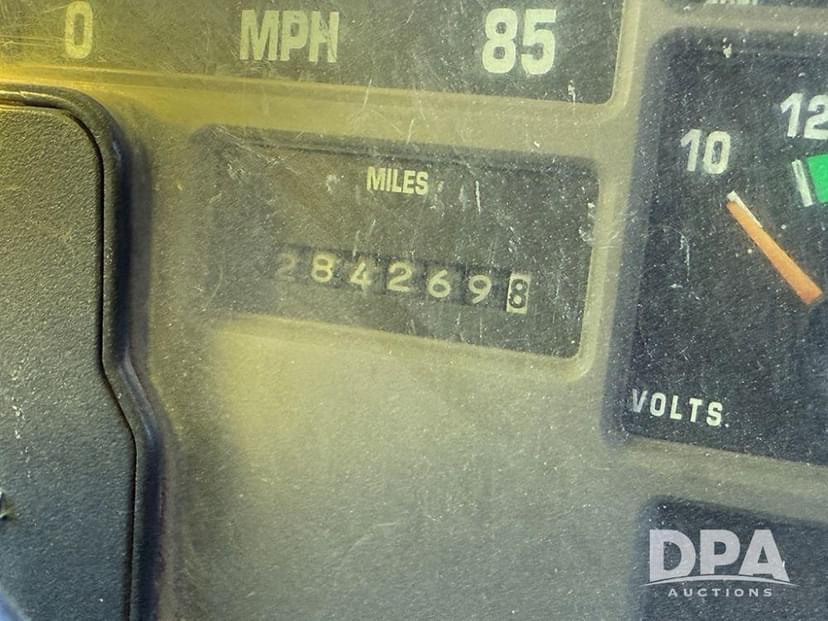 0 MPH 85
MILES
10 12
2842698
VOLTS
DPA
AUCTIONS